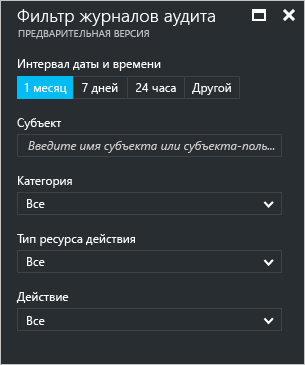 Фильтр журналов аудита
ПРЕДВАРИТЕЛЬНАЯ ВЕРСИЯ
Интервал даты и времени
1 месяц 7 дней 24 часа Другой
Субъект
Введите имя субъекта или субъекта-поль...
Категория
Все
Тип ресурса действия
Все
Действие
Все